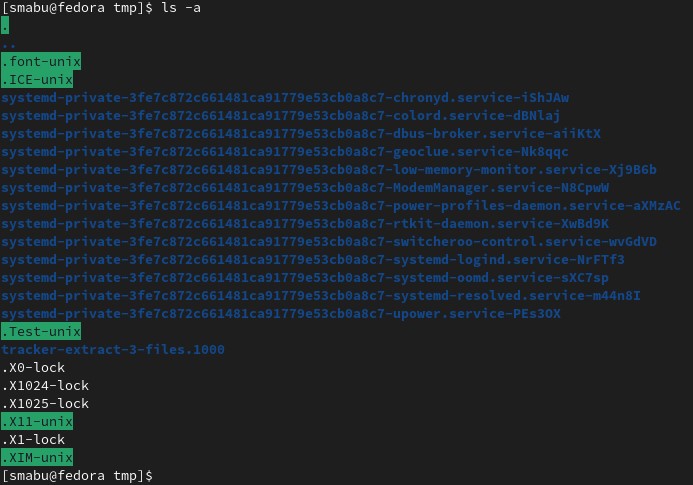 [smabu@fedora tmp]$ ls -a
.
..
.font-unix
.ICE-unix
systemd-private-3fe7c872c661481ca91779e53cb0a8c7-chronyd.service-iShJAw
systemd-private-3fe7c872c661481ca91779e53cb0a8c7-colord.service-dBNlaj
systemd-private-3fe7c872c661481ca91779e53cb0a8c7-dbus-broker.service-aiiKtX
systemd-private-3fe7c872c661481ca91779e53cb0a8c7-geoclue.service-Nk8qqc
systemd-private-3fe7c872c661481ca91779e53cb0a8c7-low-memory-monitor.service-Xj9B6b
systemd-private-3fe7c872c661481ca91779e53cb0a8c7-ModemManager.service-N8CpwW
systemd-private-3fe7c872c661481ca91779e53cb0a8c7-power-profiles-daemon.service-aXMzAC
systemd-private-3fe7c872c661481ca91779e53cb0a8c7-rtkit-daemon.service-XwBd9K
systemd-private-3fe7c872c661481ca91779e53cb0a8c7-switcheroo-control.service-wvGdVD
systemd-private-3fe7c872c661481ca91779e53cb0a8c7-systemd-logind.service-NrFTf3
systemd-private-3fe7c872c661481ca91779e53cb0a8c7-systemd-oomd.service-sXC7sp
systemd-private-3fe7c872c661481ca91779e53cb0a8c7-systemd-resolved.service-m44n8I
systemd-private-3fe7c872c661481ca91779e53cb0a8c7-upower.service-PEs3OX
.Test-unix
tracker-extract-3-files.1000
.X0-lock
.X1024-lock
.X1025-lock
.X11-unix
.X1-lock
.XIM-unix
[smabu@fedora tmp]$